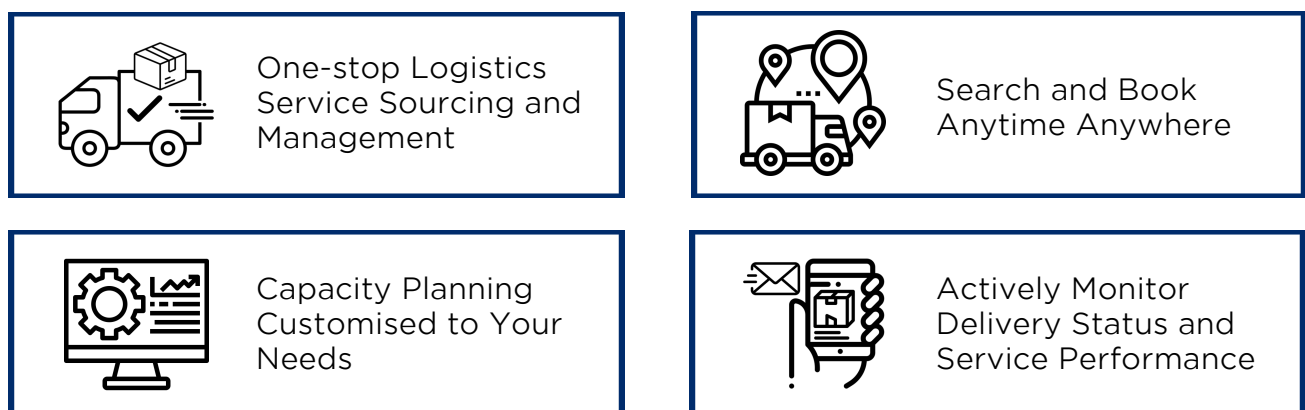 One-stop Logistics
Service Sourcing and
Management
Search and Book
Anytime Anywhere
Capacity Planning
Customised to Your
Needs
Actively Monitor
Delivery Status and
Service Performance